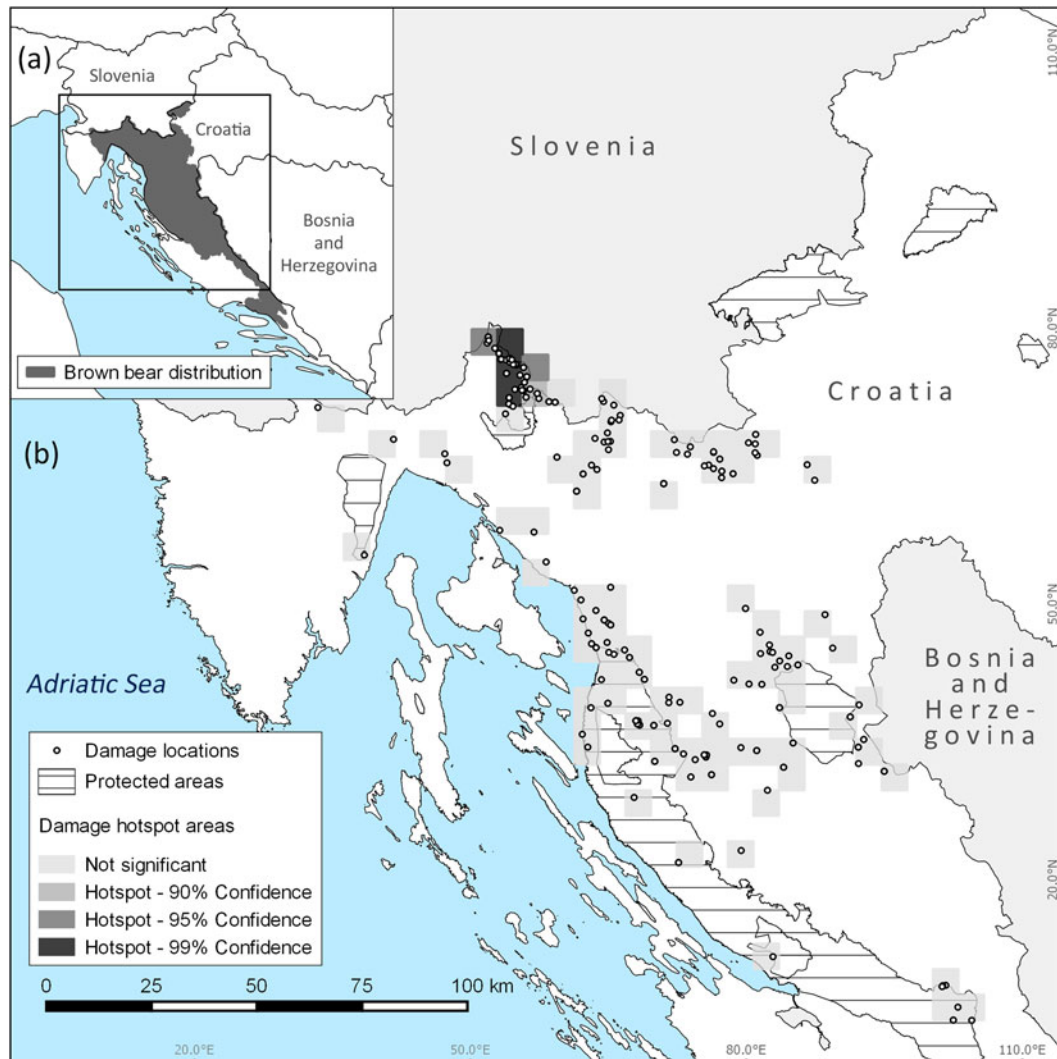 (a)
Slovenia
Croatia
Bosnia
and
Herzegovina
Brown bear distribution
Slovenia
Croatia
(b)
Bosnia
and
Herze-
govina
Adriatic Sea
Damage locations
Protected areas
Damage hotspot areas
Not significant
Hotspot - 90% Confidence
Hotspot - 95% Confidence
Hotspot - 99% Confidence
0 25 50 75 100 km
20.0°E 50.0°E 80.0°E 110.0°E
110.0°N
80.0°N
50.0°N
20.0°N